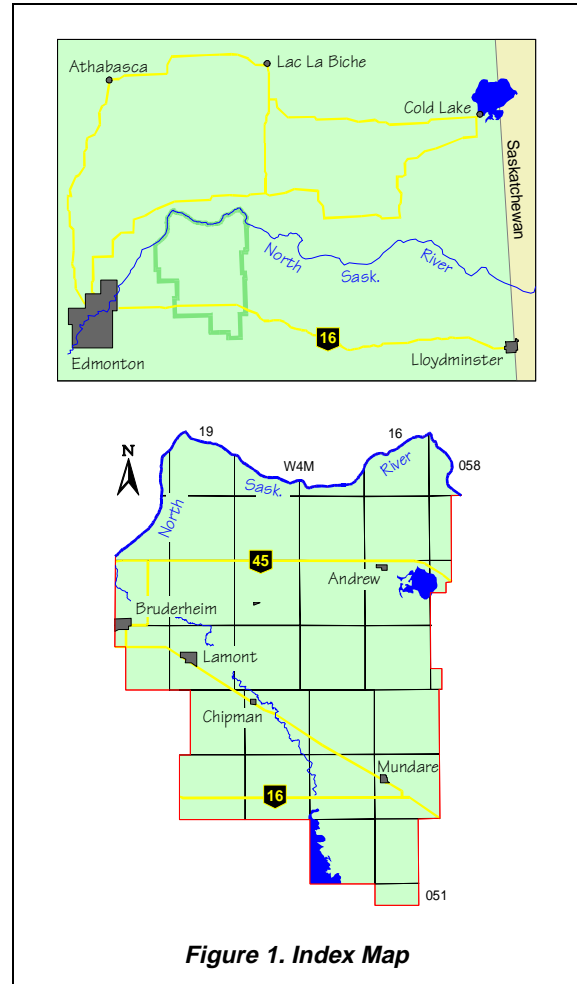 Athabasca
Lac La Biche
Cold Lake
Saskatchewan
North
Sask.
River
16
Edmonton
Lloydminster
19
16
N
W4M
058
North
Sask.
River
45
Andrew
Bruderheim
Lamont
Chipman
Mundare
16
051
Figure 1. Index Map